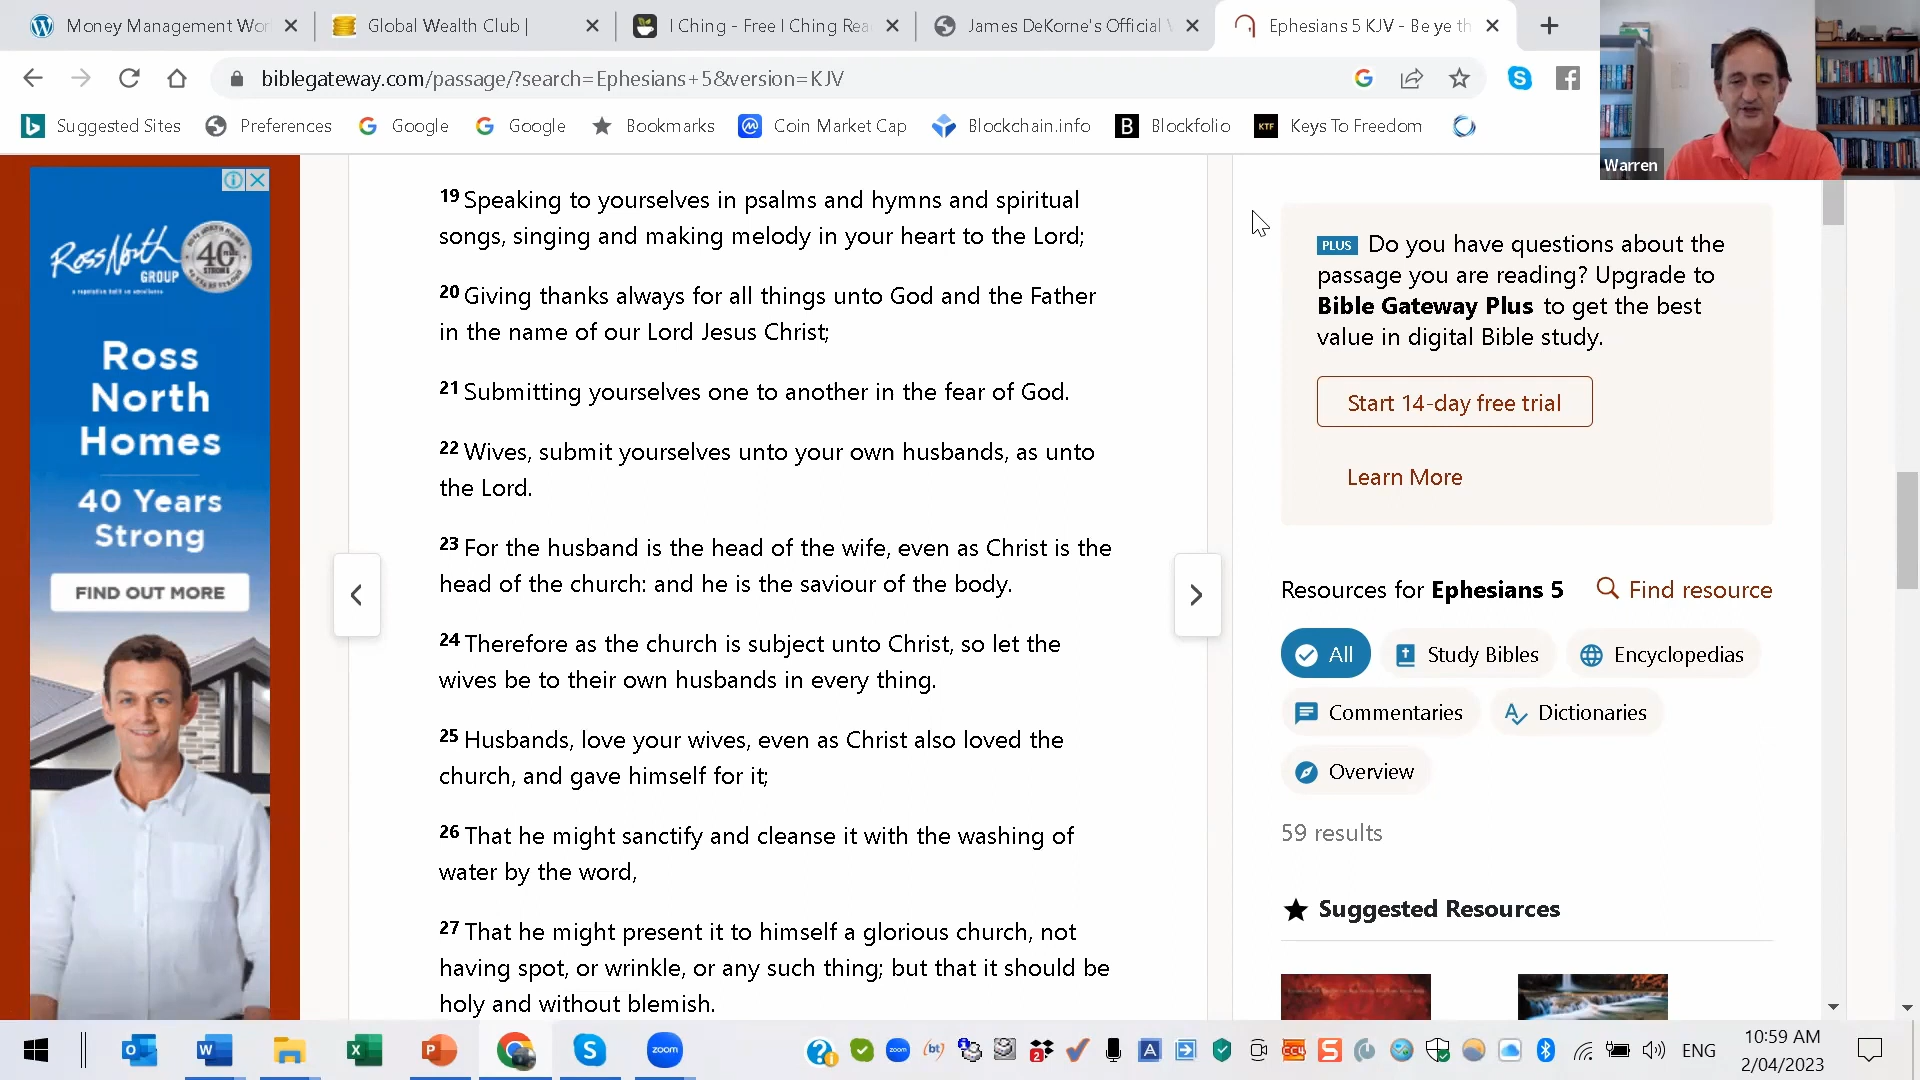 Money Management Wor
Global Wealth Club |
I Ching - Free I Ching Rea
James DeKorne's Official
Ephesians 5 KJV - Be ye th
biblegateway.com/passage/?search=Ephesians+5&version=KJV
Suggested Sites
Preferences
Google
Google
Bookmarks
Coin Market Cap
Blockchain.info
B Blockfolio
KTF Keys To Freedom
Warren
Ross North
GROUP
40
Ross
North
Homes
40 Years
Strong
FIND OUT MORE
19 Speaking to yourselves in psalms and hymns and spiritual
songs, singing and making melody in your heart to the Lord;
20 Giving thanks always for all things unto God and the Father
in the name of our Lord Jesus Christ;
21 Submitting yourselves one to another in the fear of God.
22 Wives, submit yourselves unto your own husbands, as unto
the Lord.
23 For the husband is the head of the wife, even as Christ is the
head of the church: and he is the saviour of the body.
24 Therefore as the church is subject unto Christ, so let the
wives be to their own husbands in every thing.
25 Husbands, love your wives, even as Christ also loved the
church, and gave himself for it;
26 That he might sanctify and cleanse it with the washing of
water by the word,
27 That he might present it to himself a glorious church, not
having spot, or wrinkle, or any such thing; but that it should be
holy and without blemish.
PLUS Do you have questions about the
passage you are reading? Upgrade to
Bible Gateway Plus to get the best
value in digital Bible study.
Start 14-day free trial
Learn More
Resources for Ephesians 5
Find resource
All
Study Bibles
Encyclopedias
Commentaries
Dictionaries
Overview
59 results
Suggested Resources
zoom
zoom
ENG
10:59 AM
2/04/2023